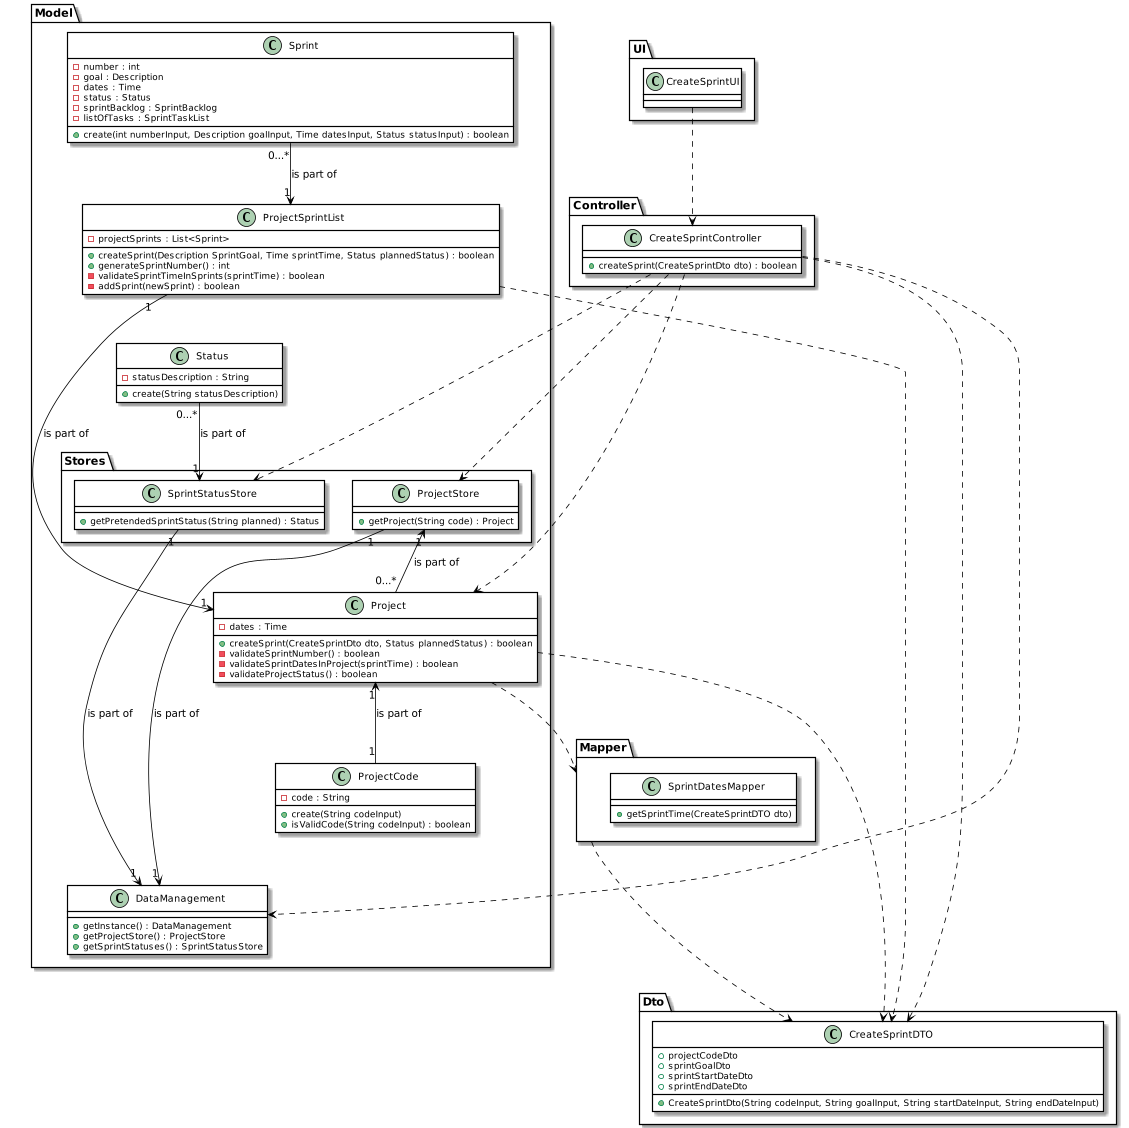 Model
C Sprint
number : int
goal : Description
dates : Time
status : Status
sprintBacklog : SprintBacklog
listOfTasks : SprintTaskList
create(int numberInput, Description goalInput, Time datesInput, Status statusInput) : boolean
0...*
is part of
1
C ProjectSprintList
projectSprints : List<Sprint>
createSprint(Description SprintGoal, Time sprintTime, Status plannedStatus) : boolean
generateSprintNumber() : int
validateSprintTimeInSprints(sprintTime) : boolean
addSprint(newSprint) : boolean
1
is part of
1
C Status
statusDescription : String
create(String statusDescription)
0...*
is part of
1
Stores
C SprintStatusStore
getPretendedSprintStatus(String planned) : Status
1
is part of
1
C ProjectStore
getProject(String code) : Project
1
is part of
1
1
is part of
0...*
C Project
dates : Time
createSprint(CreateSprintDto dto, Status plannedStatus) : boolean
validateSprintNumber() : boolean
validateSprintDatesInProject(sprintTime) : boolean
validateProjectStatus() : boolean
1
is part of
1
C ProjectCode
code : String
create(String codeInput)
isValidCode(String codeInput) : boolean
C DataManagement
getInstance() : DataManagement
getProjectStore() : ProjectStore
getSprintStatuses() : SprintStatusStore
UI
C CreateSprintUI
Controller
C CreateSprintController
createSprint(CreateSprintDto dto) : boolean
Mapper
C SprintDatesMapper
getSprintTime(CreateSprintDTO dto)
Dto
C CreateSprintDTO
projectCodeDto
sprintGoalDto
sprintStartDateDto
sprintEndDateDto
CreateSprintDto(String codeInput, String goalInput, String startDateInput, String endDateInput)